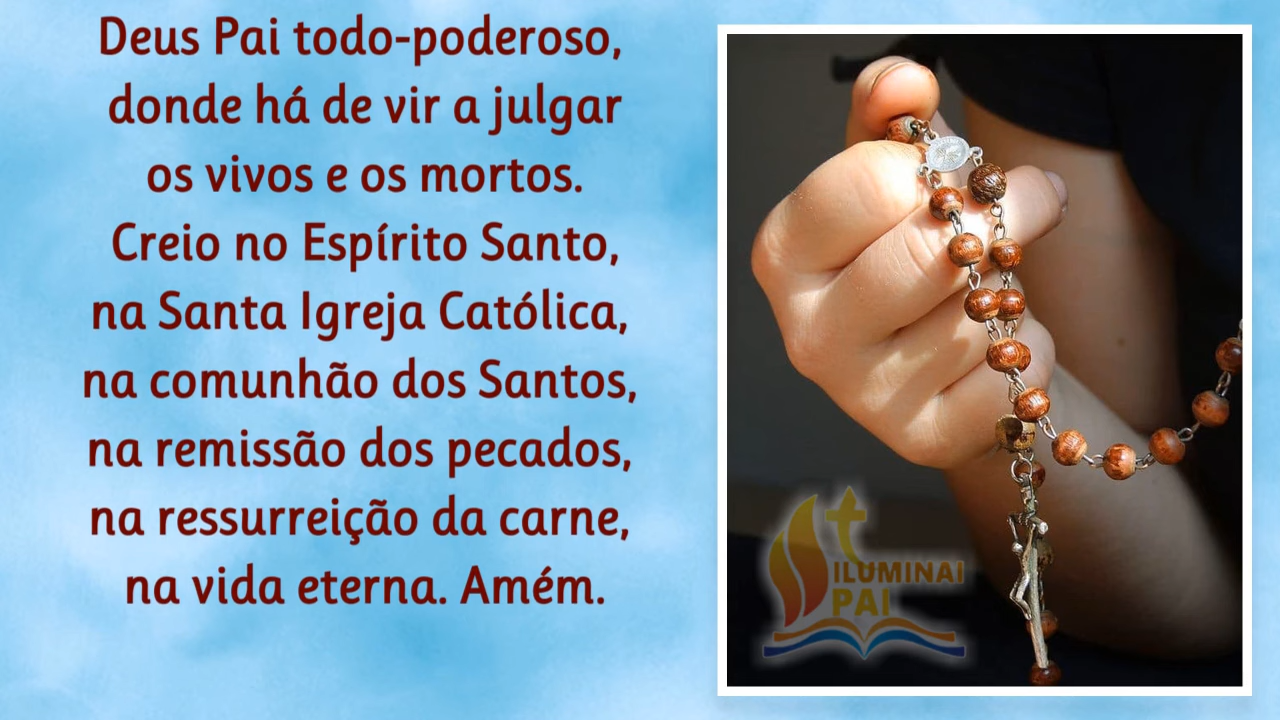 Deus Pai todo-poderoso,
donde há de vir a julgar
os vivos e os mortos.
Creio no Espírito Santo,
na Santa Igreja Católica,
na comunhão dos Santos,
na remissão dos pecados,
na ressurreição da carne,
na vida eterna. Amém.
ILUMINAI
PAI